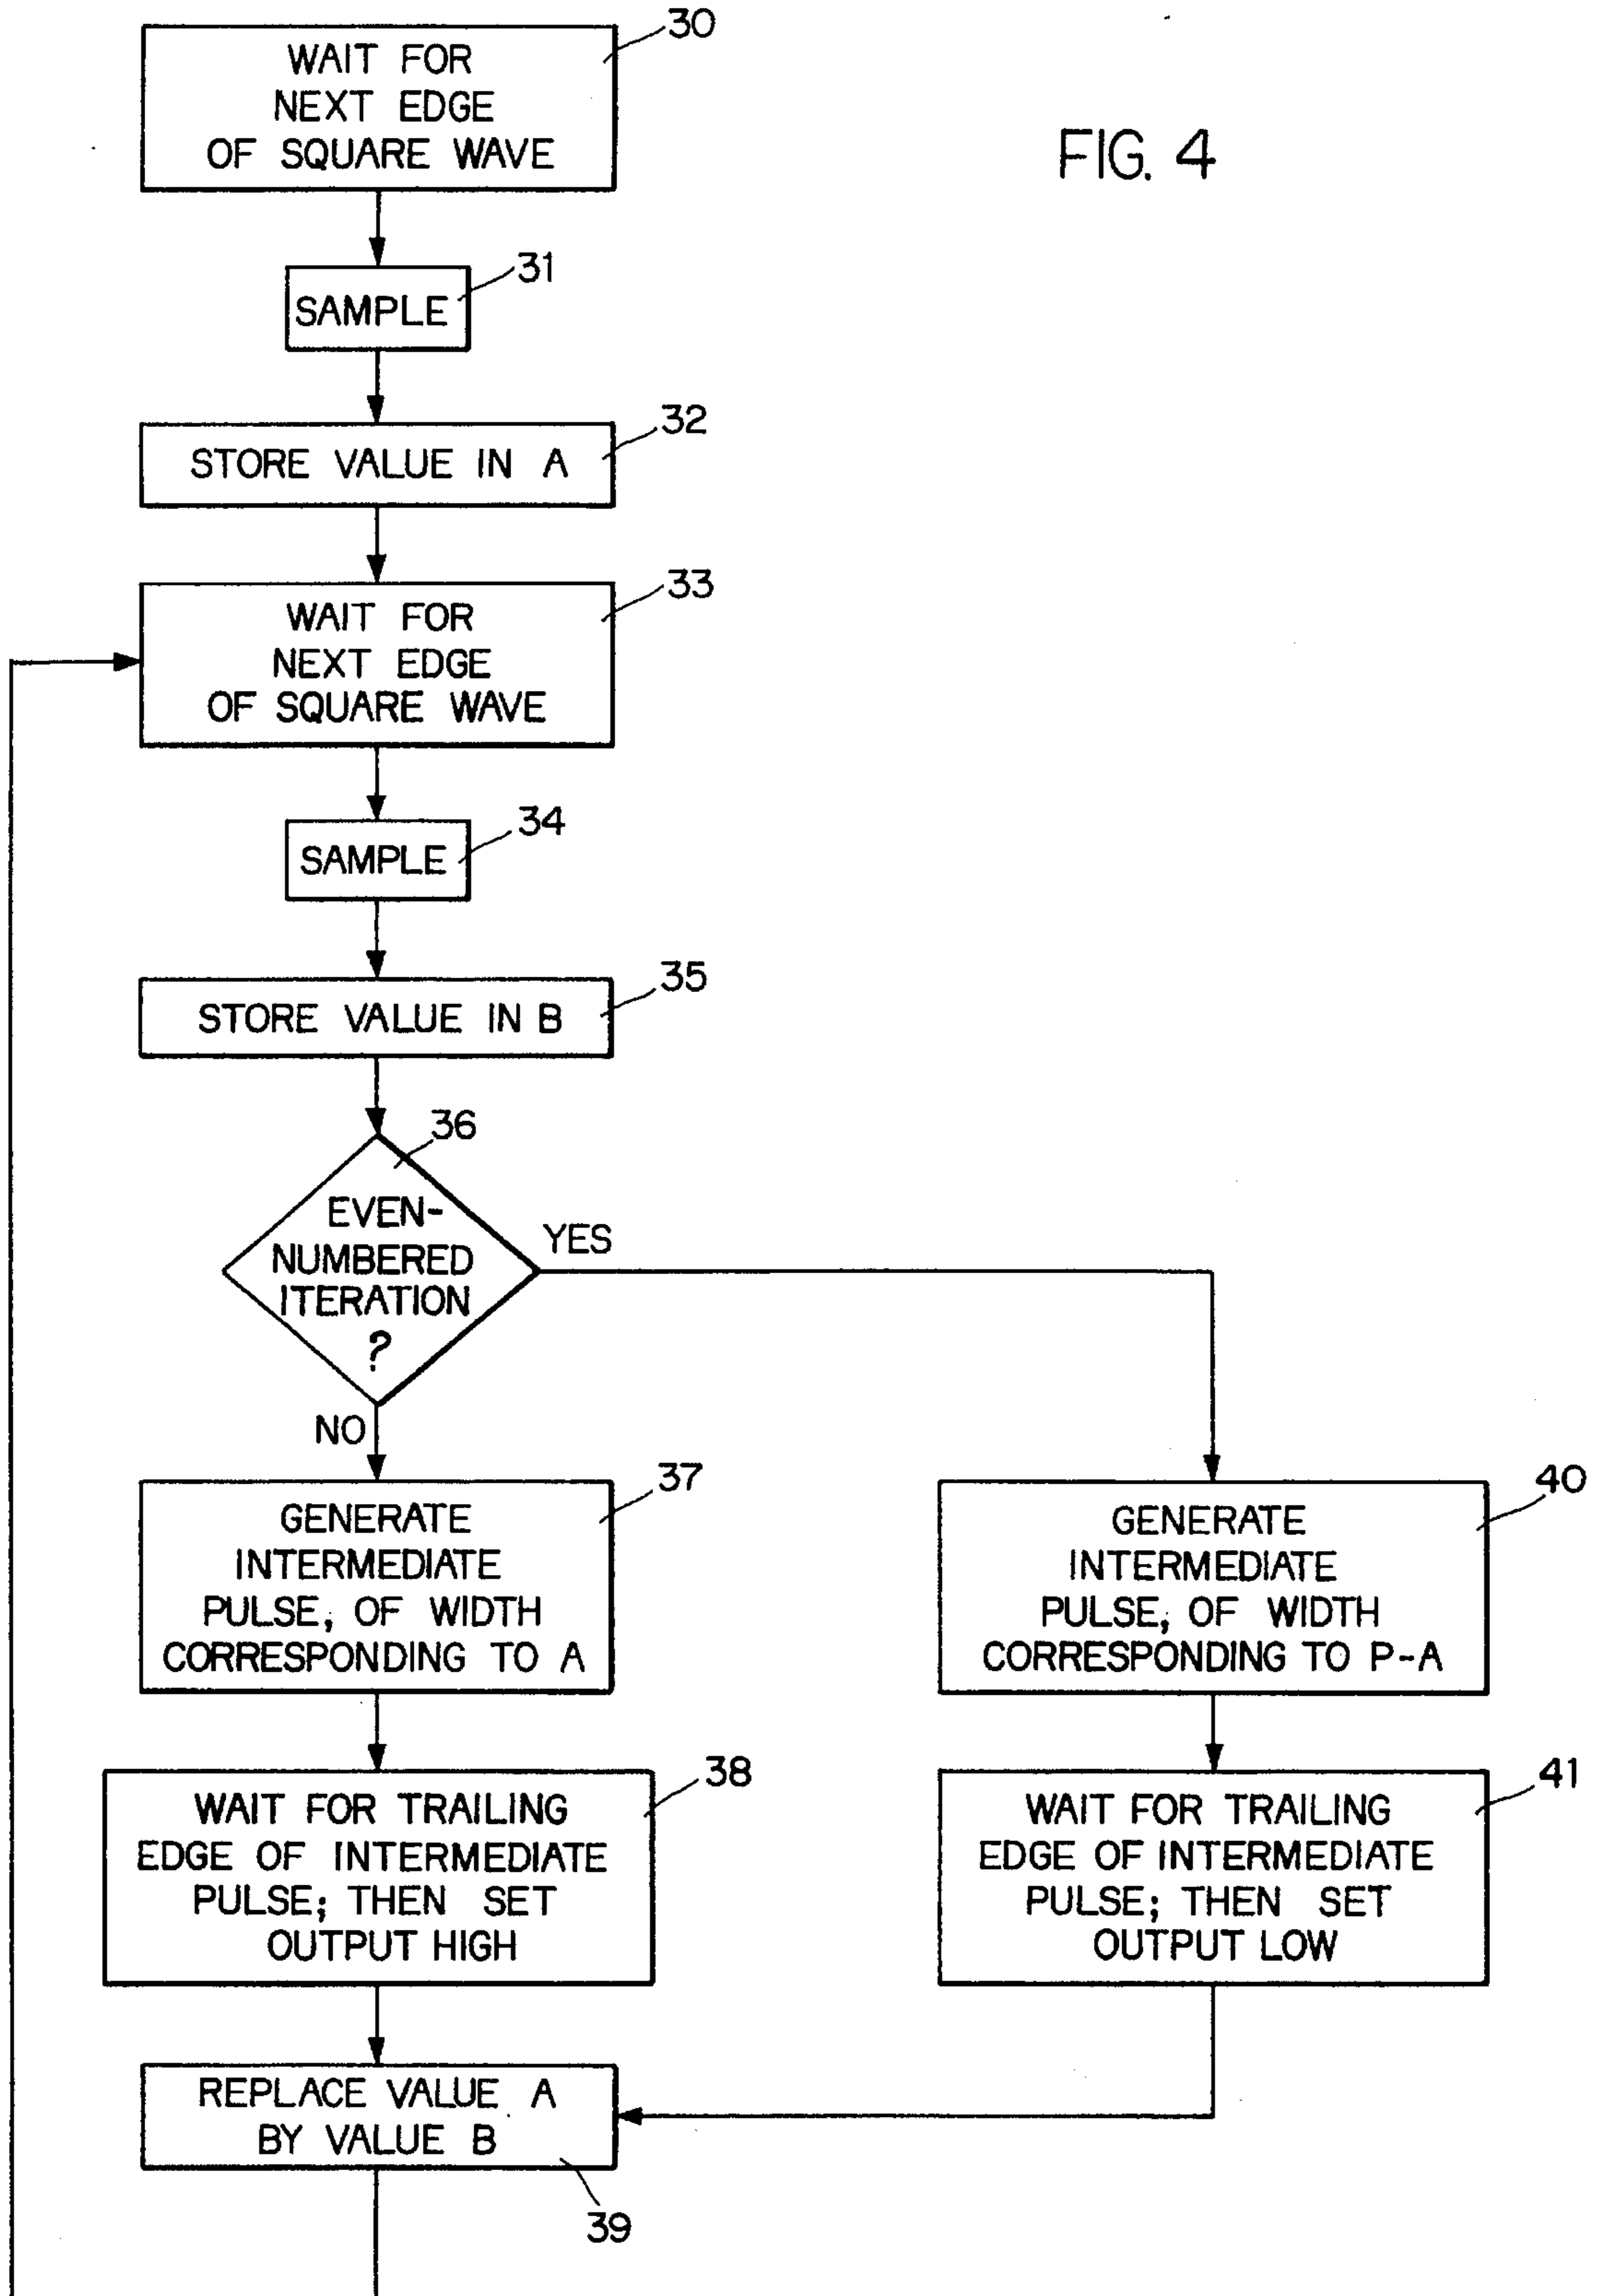 30
WAIT FOR
NEXT EDGE
OF SQUARE WAVE
FIG. 4
31
SAMPLE
32
STORE VALUE IN A
33
WAIT FOR
NEXT EDGE
OF SQUARE WAVE
34
SAMPLE
35
STORE VALUE IN B
36
EVEN-
NUMBERED
ITERATION
?
YES
NO
37
GENERATE
INTERMEDIATE
PULSE, OF WIDTH
CORRESPONDING TO A
40
GENERATE
INTERMEDIATE
PULSE, OF WIDTH
CORRESPONDING TO P-A
38
WAIT FOR TRAILING
EDGE OF INTERMEDIATE
PULSE; THEN SET
OUTPUT HIGH
41
WAIT FOR TRAILING
EDGE OF INTERMEDIATE
PULSE; THEN SET
OUTPUT LOW
REPLACE VALUE A
BY VALUE B
39